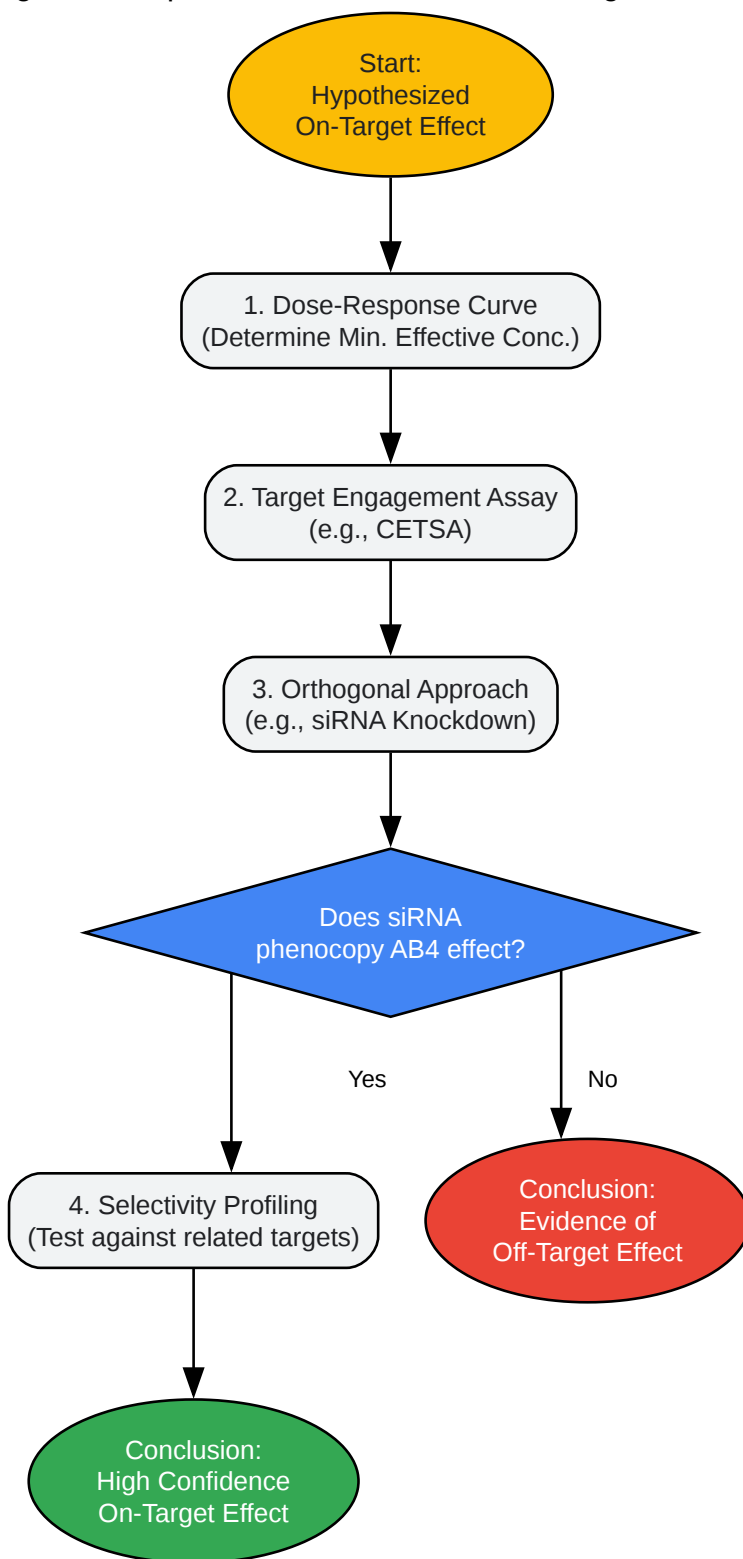 Start:
Hypothesized
On-Target Effect
1. Dose-Response Curve
(Determine Min. Effective Conc.)
2. Target Engagement Assay
(e.g., CETSA)
3. Orthogonal Approach
(e.g., siRNA Knockdown)
Does siRNA
phenocopy AB4 effect?
Yes
No
4. Selectivity Profiling
(Test against related targets)
Conclusion:
Evidence of
Off-Target Effect
Conclusion:
High Confidence
On-Target Effect